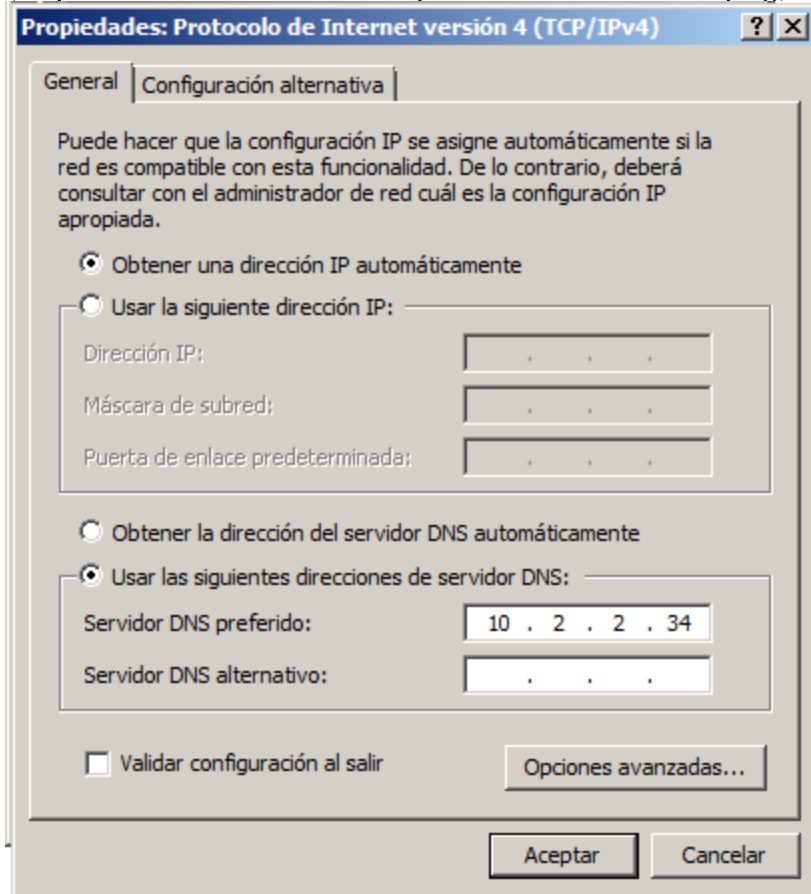 Propiedades: Protocolo de Internet versión 4 (TCP/IPv4)
General
Configuración alternativa
Puede hacer que la configuración IP se asigne automáticamente si la
red es compatible con esta funcionalidad. De lo contrario, deberá
consultar con el administrador de red cuál es la configuración IP
apropiada.
Obtener una dirección IP automáticamente
Usar la siguiente dirección IP:
Dirección IP: . . .
Máscara de subred: . . .
Puerta de enlace predeterminada: . . .
Obtener la dirección del servidor DNS automáticamente
Usar las siguientes direcciones de servidor DNS:
Servidor DNS preferido: 10 . 2 . 2 . 34
Servidor DNS alternativo: . . .
Validar configuración al salir
Opciones avanzadas...
Aceptar Cancelar